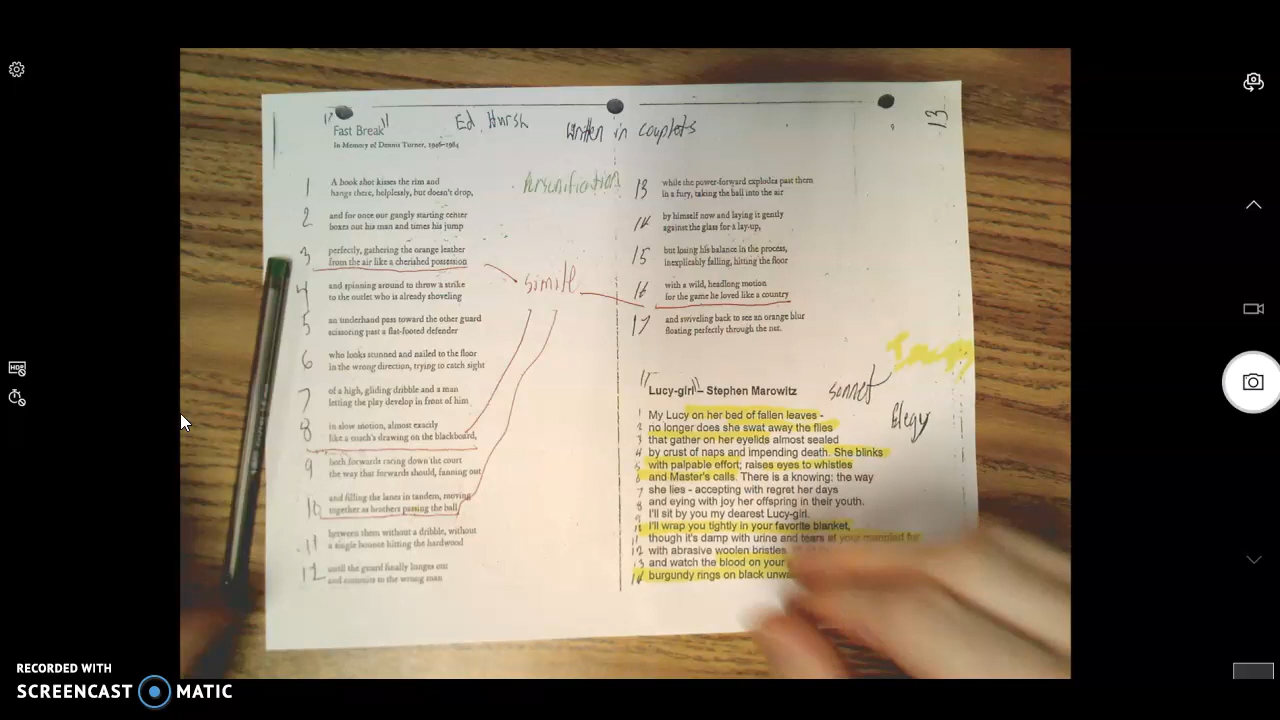 13
"Fast Break"
Ed Hirsh
Written in couplets
In Memory of Dennis Turner, 1946-1984
Personification
simile
1 A hook shot kisses the rim and
hangs there, helplessly, but doesn't drop,
2 and for once our gangly starting center
boxes out his man and times his jump
3 perfectly, gathering the orange leather
from the air like a cherished possession
4 and spinning around to throw a strike
to the outlet who is already shoveling
5 an underhand pass toward the other guard
scissoring past a flat-footed defender
6 who looks stunned and nailed to the floor
in the wrong direction, trying to catch sight
7 of a high, gliding dribble and a man
letting the play develop in front of him
8 in slow motion, almost exactly
like a coach's drawing on the blackboard,
9 both forwards racing down the court
the way that forwards should, fanning out
10 and filling the lanes in tandem, moving
together as brothers passing the ball
11 between them without a dribble, without
a single bounce hitting the hardwood
12 until the guard finally lunges out
and commits to the wrong man
13 while the power-forward explodes past them
in a fury, taking the ball into the air
14 by himself now and laying it gently
against the glass for a lay-up,
15 but losing his balance in the process,
inexplicably falling, hitting the floor
16 with a wild, headlong motion
for the game he loved like a country
17 and swiveling back to see an orange blur
floating perfectly through the net.
"Lucy-girl" – Stephen Marowitz
sonnet
Elegy
1 My Lucy on her bed of fallen leaves -
2 no longer does she swat away the flies
3 that gather on her eyelids almost sealed
4 by crust of naps and impending death. She blinks
5 with palpable effort; raises eyes to whistles
6 and Master's calls. There is a knowing: the way
7 she lies - accepting with regret her days
8 and eying with joy her offspring in their youth.
9 I'll sit by you my dearest Lucy-girl.
10 I'll wrap you tightly in your favorite blanket,
11 though it's damp with urine and tears at your mangled fur
12 with abrasive woolen bristles.
13 and watch the blood on your
14 burgundy rings on black
RECORDED WITH
SCREENCAST MATIC